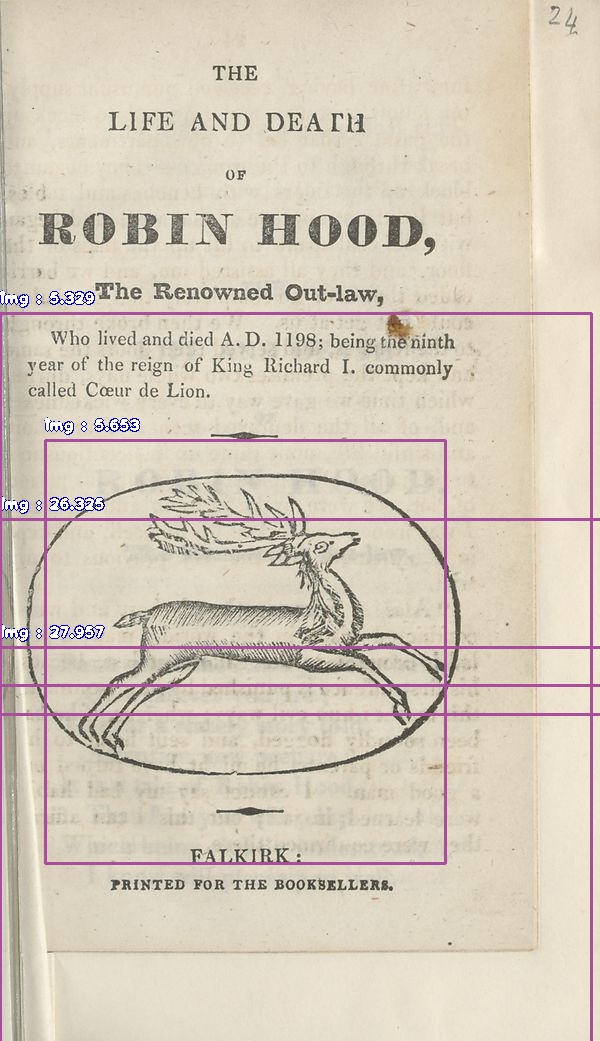 24
THE
LIFE AND DEATH
OF
ROBIN HOOD,
The Renowned Out-law,
Who lived and died A. D. 1198; being the ninth
year of the reign of King Richard I. commonly
called Cœur de Lion.
FALKIRK:
PRINTED FOR THE BOOKSELLERS.
img : 5.329
img : 5.653
img : 26.325
img : 27.957